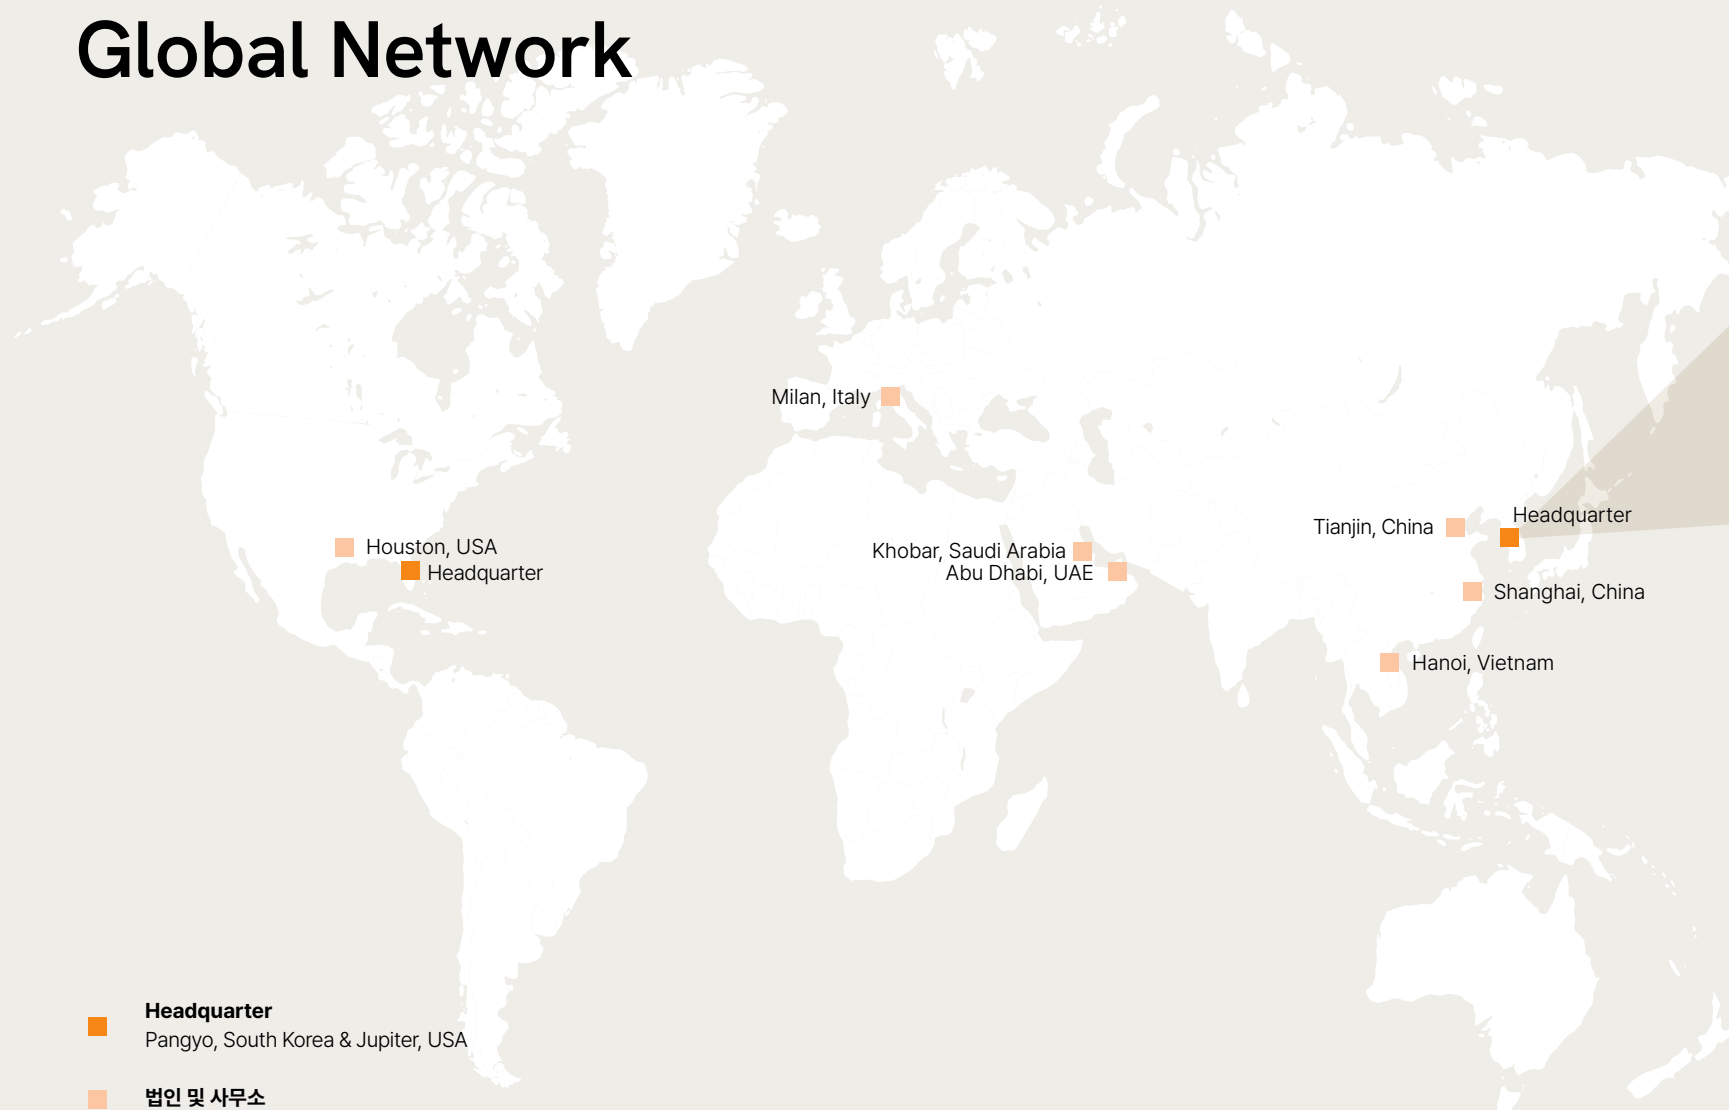 Global Network
Milan, Italy
Tianjin, China
Headquarter
Houston, USA
Headquarter
Khobar, Saudi Arabia
Abu Dhabi, UAE
Shanghai, China
Hanoi, Vietnam
Headquarter
Pangyo, South Korea & Jupiter, USA
법인 및 사무소